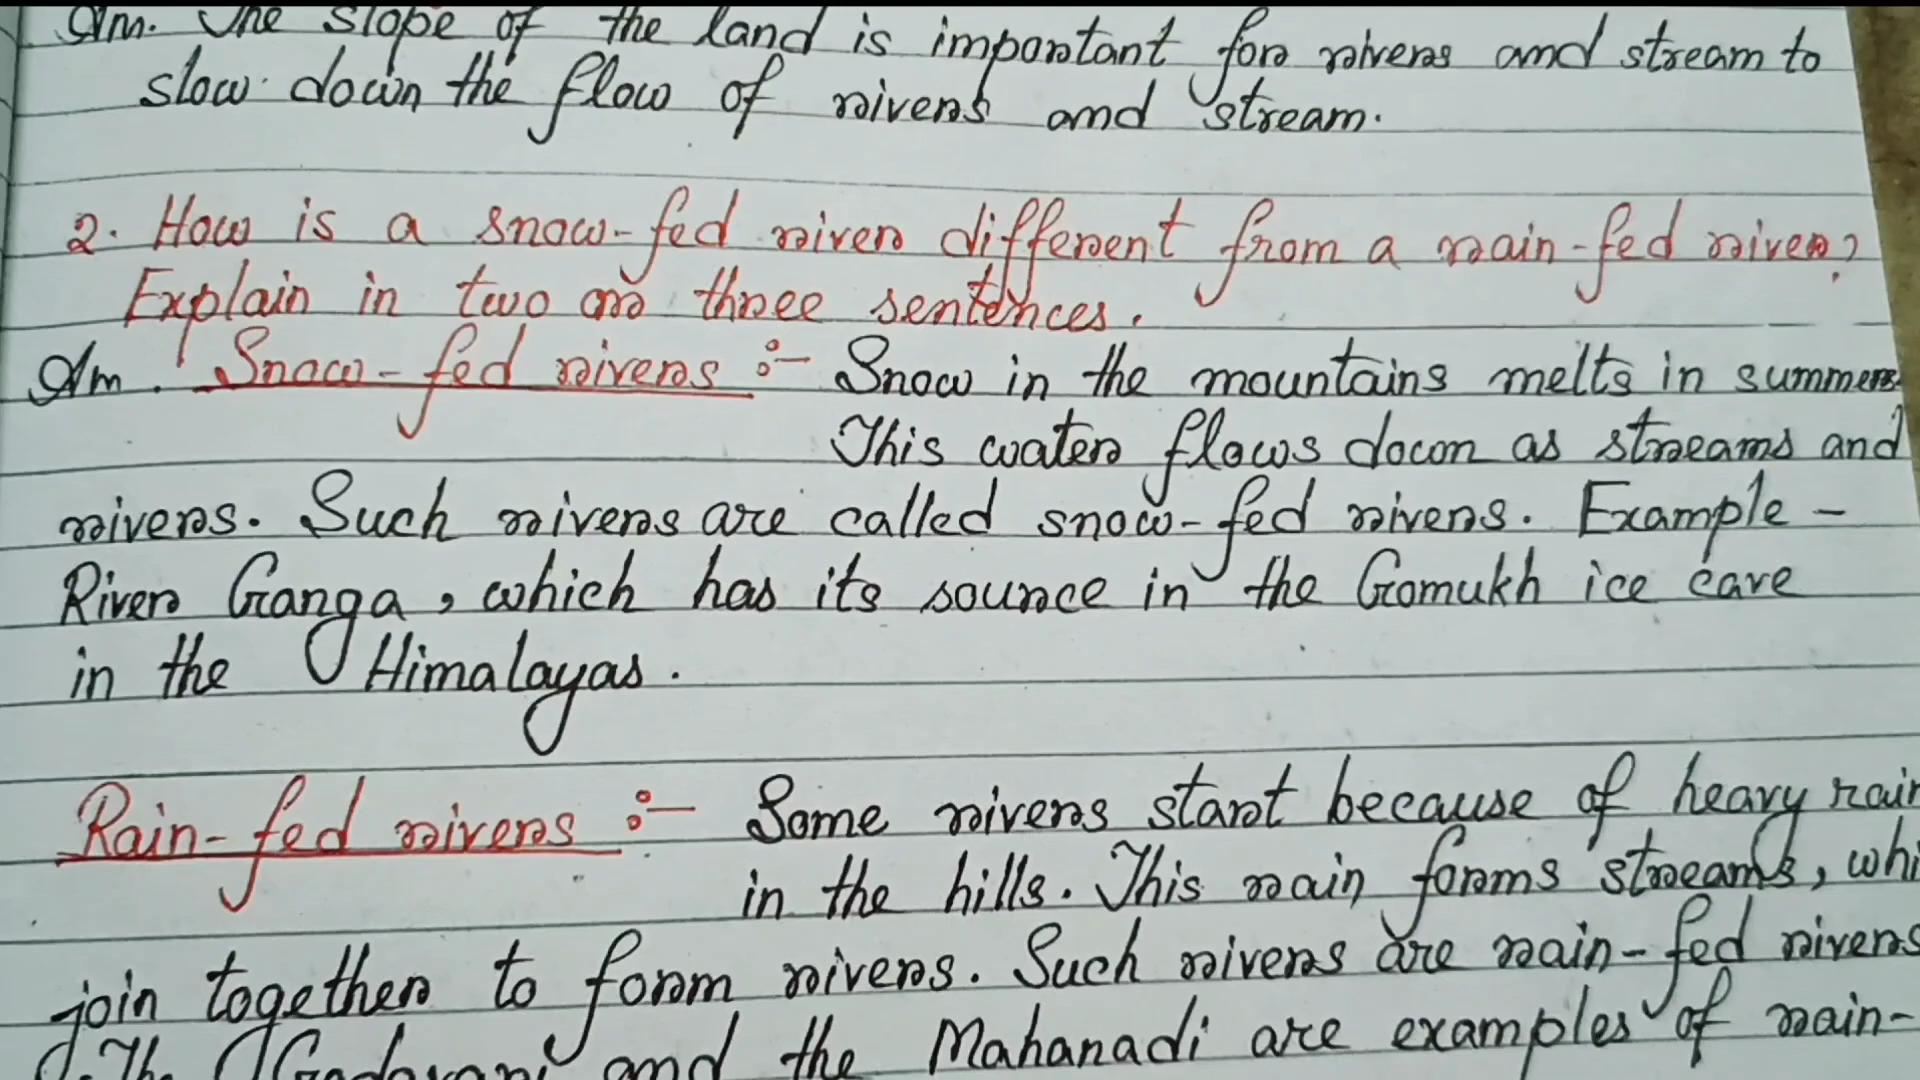 Ans. The slope of the land is important for rivers and stream to
slow down the flow of rivers and stream.
2. How is a snow-fed river different from a rain-fed river?
Explain in two or three sentences.
Ans. Snow-fed rivers :- Snow in the mountains melts in summers.
This water flows down as streams and
rivers. Such rivers are called snow-fed rivers. Example -
River Ganga, which has its source in the Gomukh ice cave
in the Himalayas.
Rain-fed rivers :- Some rivers start because of heavy rain
in the hills. This rain forms streams, whi
join together to form rivers. Such rivers are rain-fed rivers
The Godavari and the Mahanadi are examples of rain-